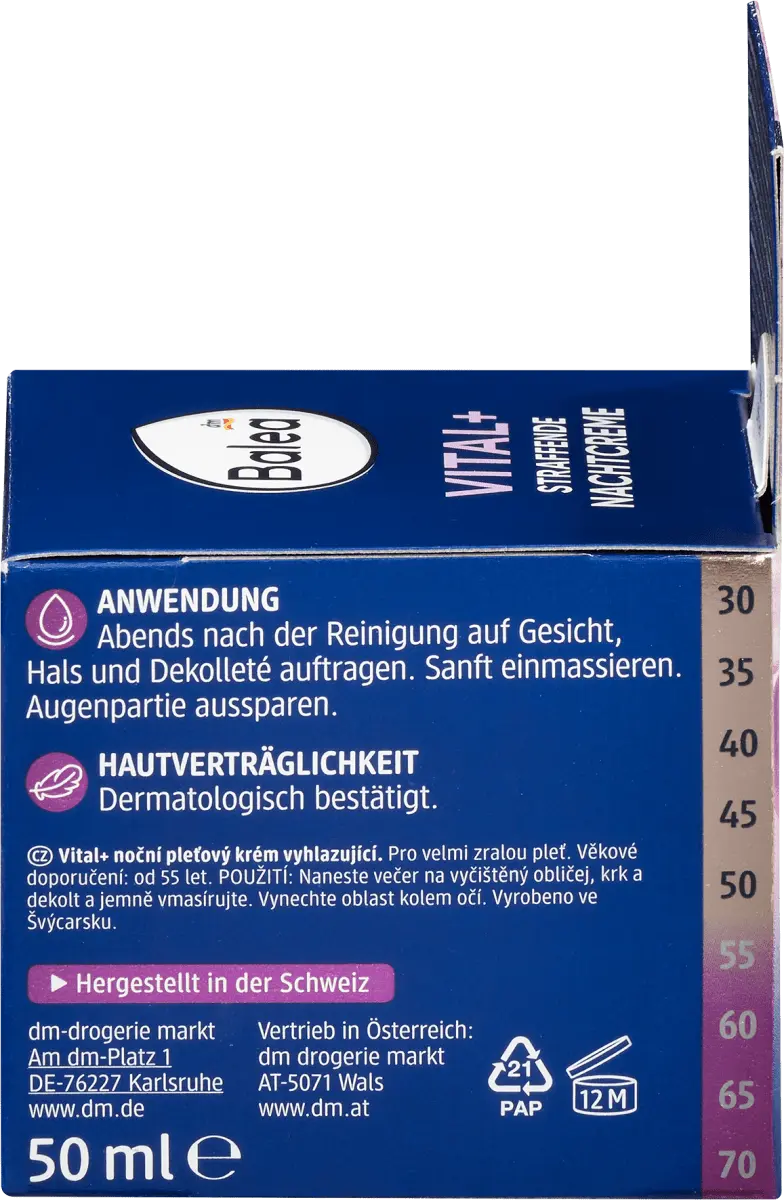 dm
Balea
VITAL+
STRAFFENDE
NACHTCREME
ANWENDUNG
Abends nach der Reinigung auf Gesicht,
Hals und Dekolleté auftragen. Sanft einmassieren.
Augenpartie aussparen.
HAUTVERTRÄGLICHKEIT
Dermatologisch bestätigt.
CZ Vital+ noční pleťový krém vyhlazující. Pro velmi zralou pleť. Věkové
doporučení: od 55 let. POUŽITÍ: Naneste večer na vyčištěný obličej, krk a
dekolt a jemně vmasírujte. Vynechte oblast kolem očí. Vyrobeno ve
Švýcarsku.
Hergestellt in der Schweiz
dm-drogerie markt
Am dm-Platz 1
DE-76227 Karlsruhe
www.dm.de
Vertrieb in Österreich:
dm drogerie markt
AT-5071 Wals
www.dm.at
21
PAP
12 M
50 ml ℮
30
35
40
45
50
55
60
65
70